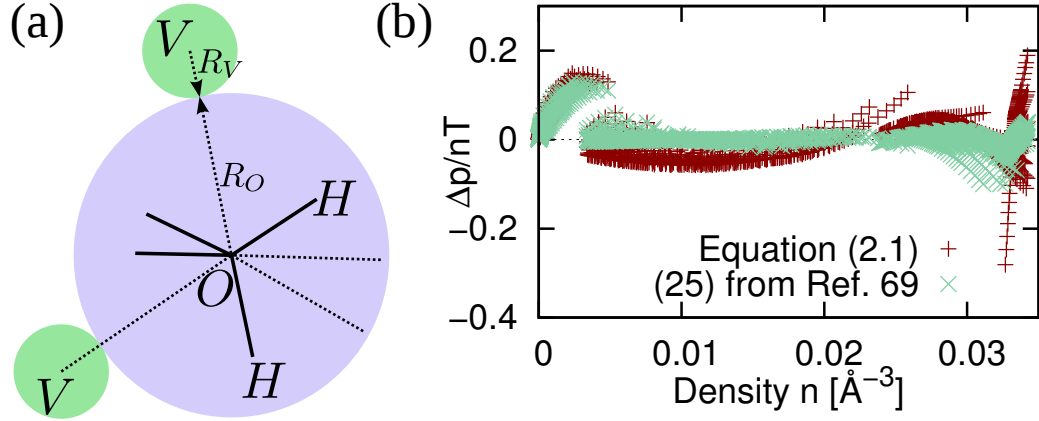 (a)
V
R_V
R_O
H
O
H
V
(b)
Δp/nT
0.2
0
−0.2
−0.4
Equation (2.1)
(25) from Ref. 69
0 0.01 0.02 0.03
Density n [Å⁻³]